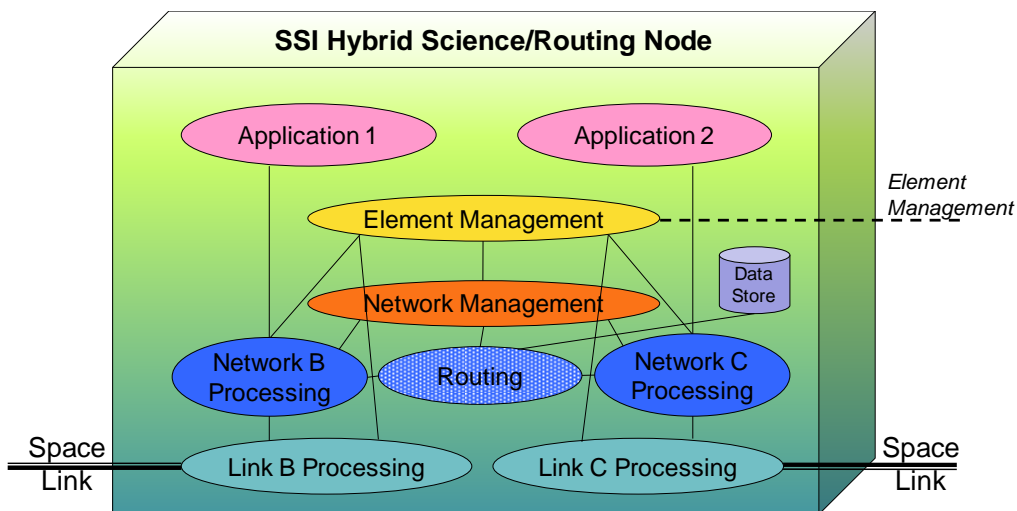 SSI Hybrid Science/Routing Node
Application 1
Application 2
Element
Management
Element Management
Data
Store
Network Management
Network B
Processing
Routing
Network C
Processing
Space
Link
Link B Processing
Link C Processing
Space
Link